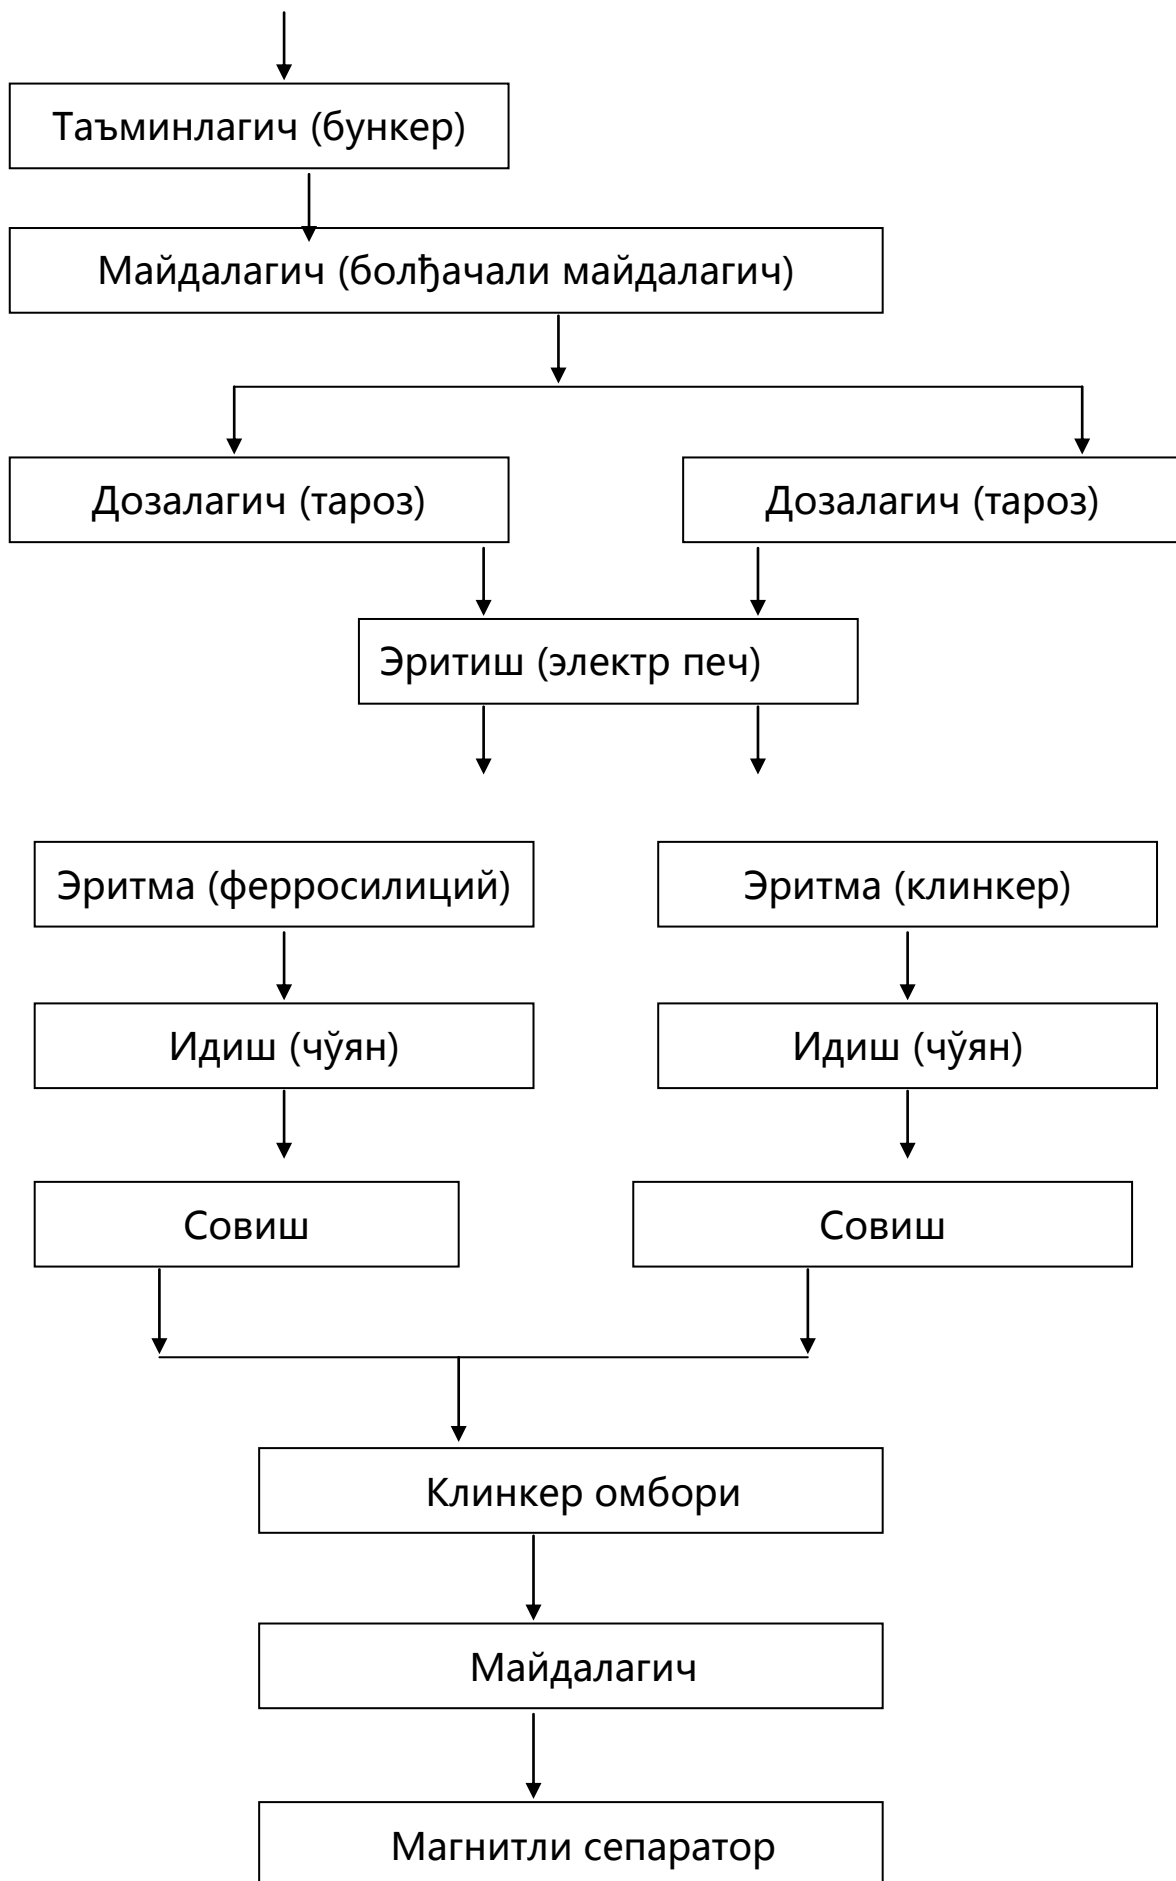 Таъминлагич (бункер)
Майдалагич (болђачали майдалагич)
Дозалагич (тароз)
Дозалагич (тароз)
Эритиш (электр печ)
Эритма (ферросилиций)
Эритма (клинкер)
Идиш (чўян)
Идиш (чўян)
Совиш
Совиш
Клинкер омбори
Майдалагич
Магнитли сепаратор